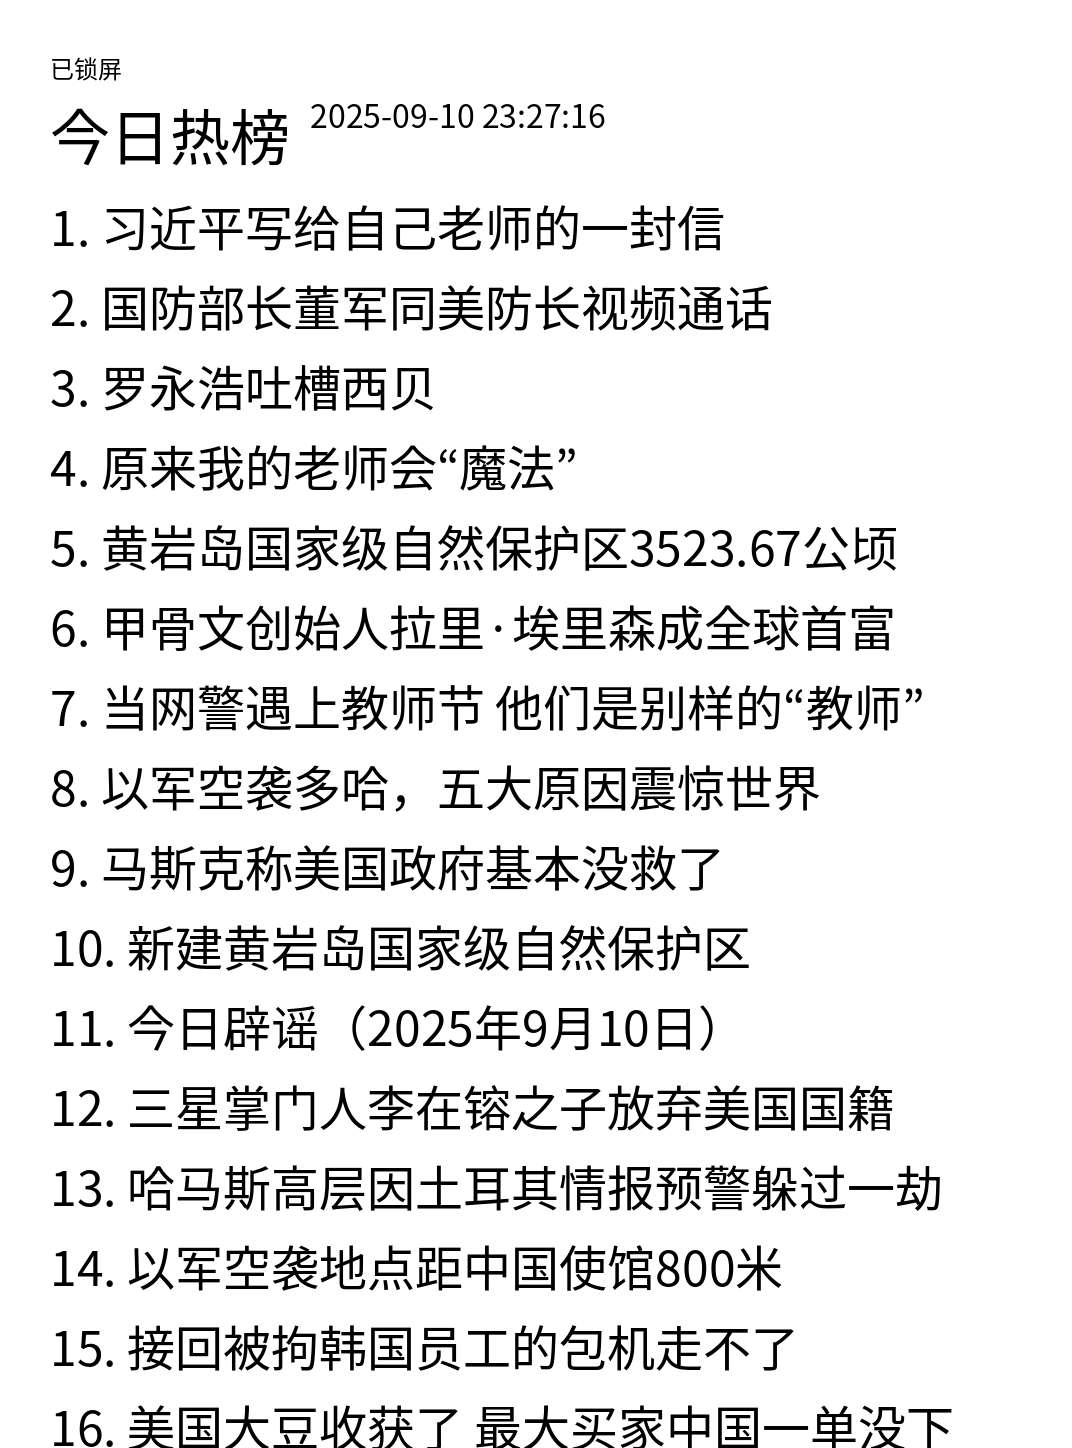 已锁屏
今日热榜 2025-09-10 23:27:16
1. 习近平写给自己老师的一封信
2. 国防部长董军同美防长视频通话
3. 罗永浩吐槽西贝
4. 原来我的老师会“魔法”
5. 黄岩岛国家级自然保护区3523.67公顷
6. 甲骨文创始人拉里·埃里森成全球首富
7. 当网警遇上教师节 他们是别样的“教师”
8. 以军空袭多哈，五大原因震惊世界
9. 马斯克称美国政府基本没救了
10. 新建黄岩岛国家级自然保护区
11. 今日辟谣（2025年9月10日）
12. 三星掌门人李在镕之子放弃美国国籍
13. 哈马斯高层因土耳其情报预警躲过一劫
14. 以军空袭地点距中国使馆800米
15. 接回被拘韩国员工的包机走不了
16. 美国大豆收获了 最大买家中国一单没下